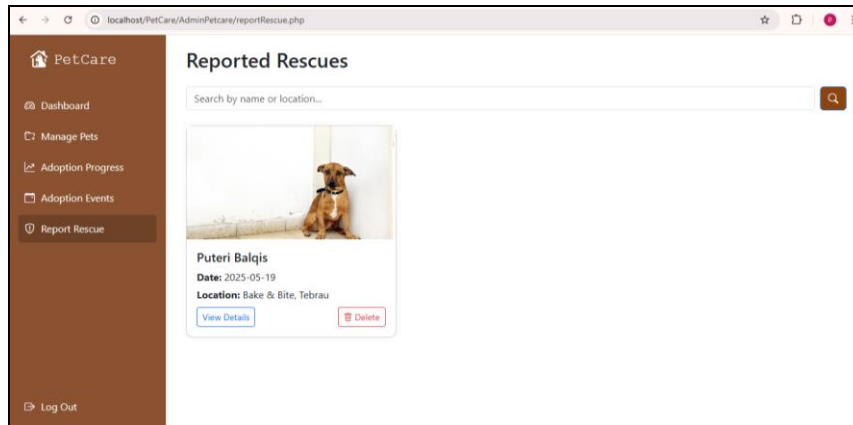 localhost/PetCare/AdminPetcare/reportRescue.php
PetCare
Dashboard
Manage Pets
Adoption Progress
Adoption Events
Report Rescue
Log Out
Reported Rescues
Search by name or location...
Puteri Balqis
Date: 2025-05-19
Location: Bake & Bite, Tebrau
View Details
Delete